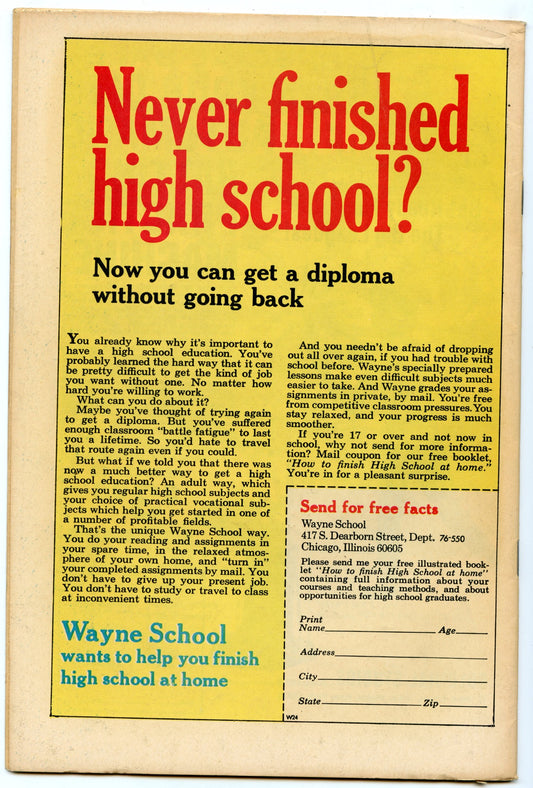 Never finished
high school?
Now you can get a diploma
without going back
You already know why it's important to
have a high school education. You've
probably learned the hard way that it can
be pretty difficult to get the kind of job
you want without one. No matter how
hard you're willing to work.
What can you do about it?
Maybe you've thought of trying again
to get a diploma. But you've suffered
enough classroom "battle fatigue" to last
you a lifetime. So you'd hate to travel
that route again even if you could.
But what if we told you that there was
now a much better way to get a high
school education? An adult way, which
gives you regular high school subjects and
your choice of practical vocational sub-
jects which help you get started in one of
a number of profitable fields.
That's the unique Wayne School way.
You do your reading and assignments in
your spare time, in the relaxed atmos-
phere of your own home, and "turn in"
your completed assignments by mail. You
don't have to give up your present job.
You don't have to study or travel to class
at inconvenient times.
Wayne School
wants to help you finish
high school at home
And you needn't be afraid of dropping
out all over again, if you had trouble with
school before. Wayne's specially prepared
lessons make even difficult subjects much
easier to take. And Wayne grades your as-
signments in private, by mail. You're free
from competitive classroom pressures. You
stay relaxed, and your progress is much
smoother.
If you're 17 or over and not now in
school, why not send for more informa-
tion? Mail coupon for our free booklet,
"How to finish High School at home."
You're in for a pleasant surprise.
Send for free facts
Wayne School
417 S. Dearborn Street, Dept. 76-550
Chicago, Illinois 60605
Please send me your free illustrated book-
let "How to finish High School at home"
containing full information about your
courses and teaching methods, and about
opportunities for high school graduates.
Print
Name Age
Address
City
State Zip
W24